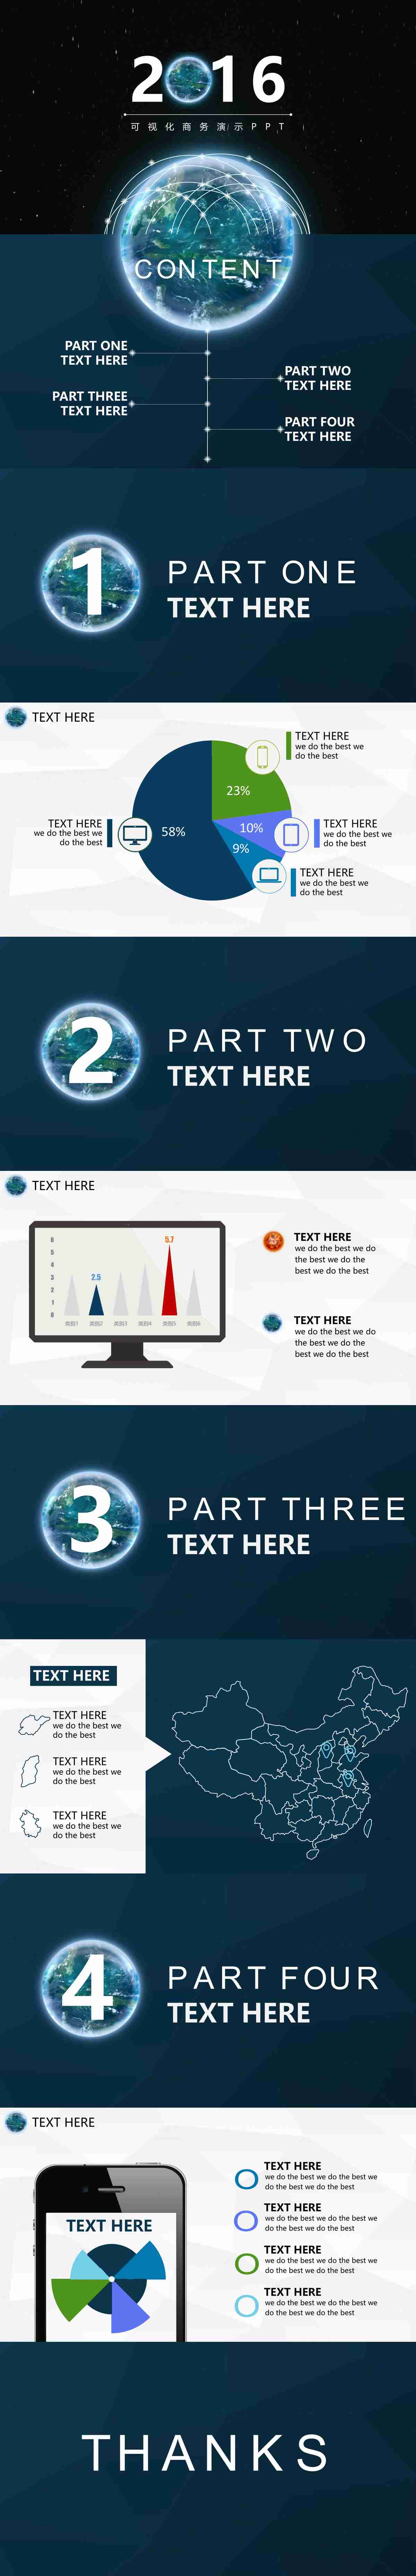 2016
可视化商务演示PPT
CONTENT
PART ONE
TEXT HERE
PART TWO
TEXT HERE
PART THREE
TEXT HERE
PART FOUR
TEXT HERE
1
PART ONE
TEXT HERE
TEXT HERE
TEXT HERE
we do the best we
do the best
23%
TEXT HERE
we do the best we
do the best
58%
10%
TEXT HERE
we do the best we
do the best
9%
TEXT HERE
we do the best we
do the best
2
PART TWO
TEXT HERE
TEXT HERE
6
5
4
3
2
1
0
2.5
5.7
类别1 类别2 类别3 类别4 类别5 类别6
TEXT HERE
we do the best we do
the best we do the
best we do the best
TEXT HERE
we do the best we do
the best we do the
best we do the best
3
PART THREE
TEXT HERE
TEXT HERE
TEXT HERE
we do the best we
do the best
TEXT HERE
we do the best we
do the best
TEXT HERE
we do the best we
do the best
4
PART FOUR
TEXT HERE
TEXT HERE
TEXT HERE
TEXT HERE
we do the best we do the best we
do the best we do the best
TEXT HERE
we do the best we do the best we
do the best we do the best
TEXT HERE
we do the best we do the best we
do the best we do the best
TEXT HERE
we do the best we do the best we
do the best we do the best
THANKS